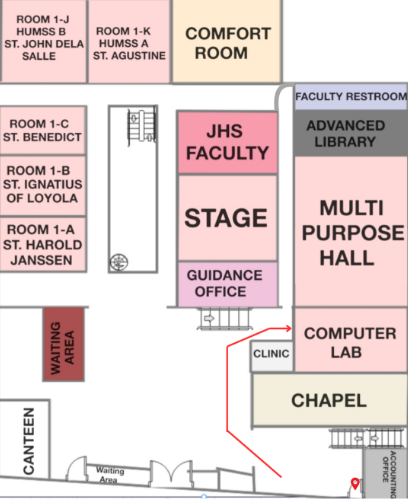 ROOM 1-J
HUMSS B
ST. JOHN DELA
SALLE
ROOM 1-K
HUMSS A
ST. AGUSTINE
COMFORT
ROOM
FACULTY RESTROOM
ADVANCED
LIBRARY
ROOM 1-C
ST. BENEDICT
ROOM 1-B
ST. IGNATIUS
OF LOYOLA
ROOM 1-A
ST. HAROLD
JANSSEN
JHS
FACULTY
STAGE
GUIDANCE
OFFICE
MULTI
PURPOSE
HALL
WAITING
AREA
CLINIC
COMPUTER
LAB
CHAPEL
CANTEEN
Waiting
Area
ACCOUNTING
OFFICE